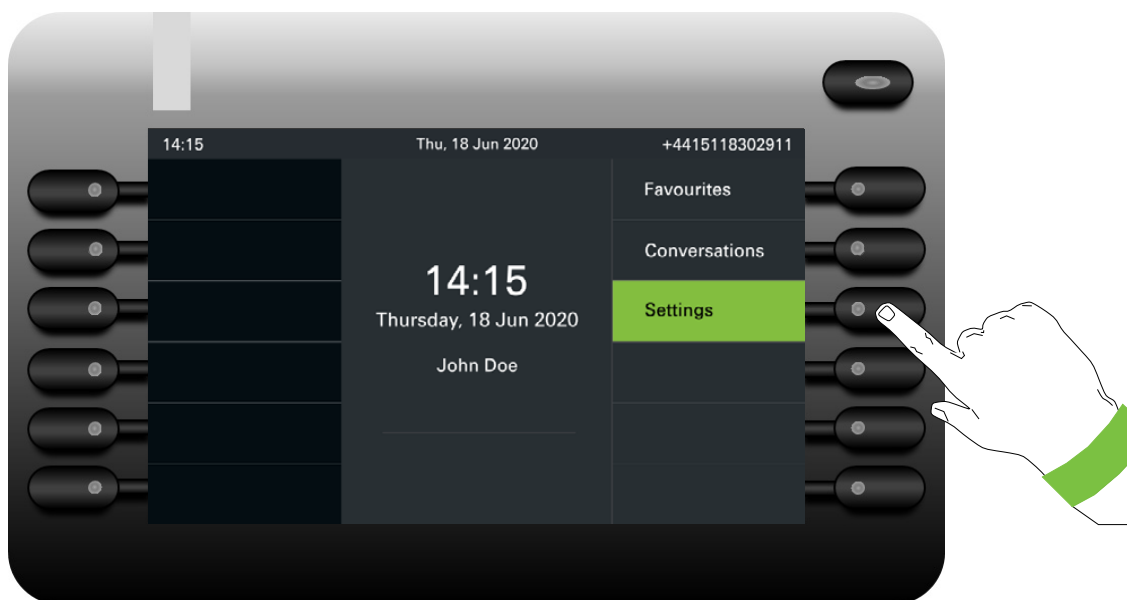 14:15 Thu, 18 Jun 2020 +4415118302911
Favourites
Conversations
14:15
Settings
Thursday, 18 Jun 2020
John Doe